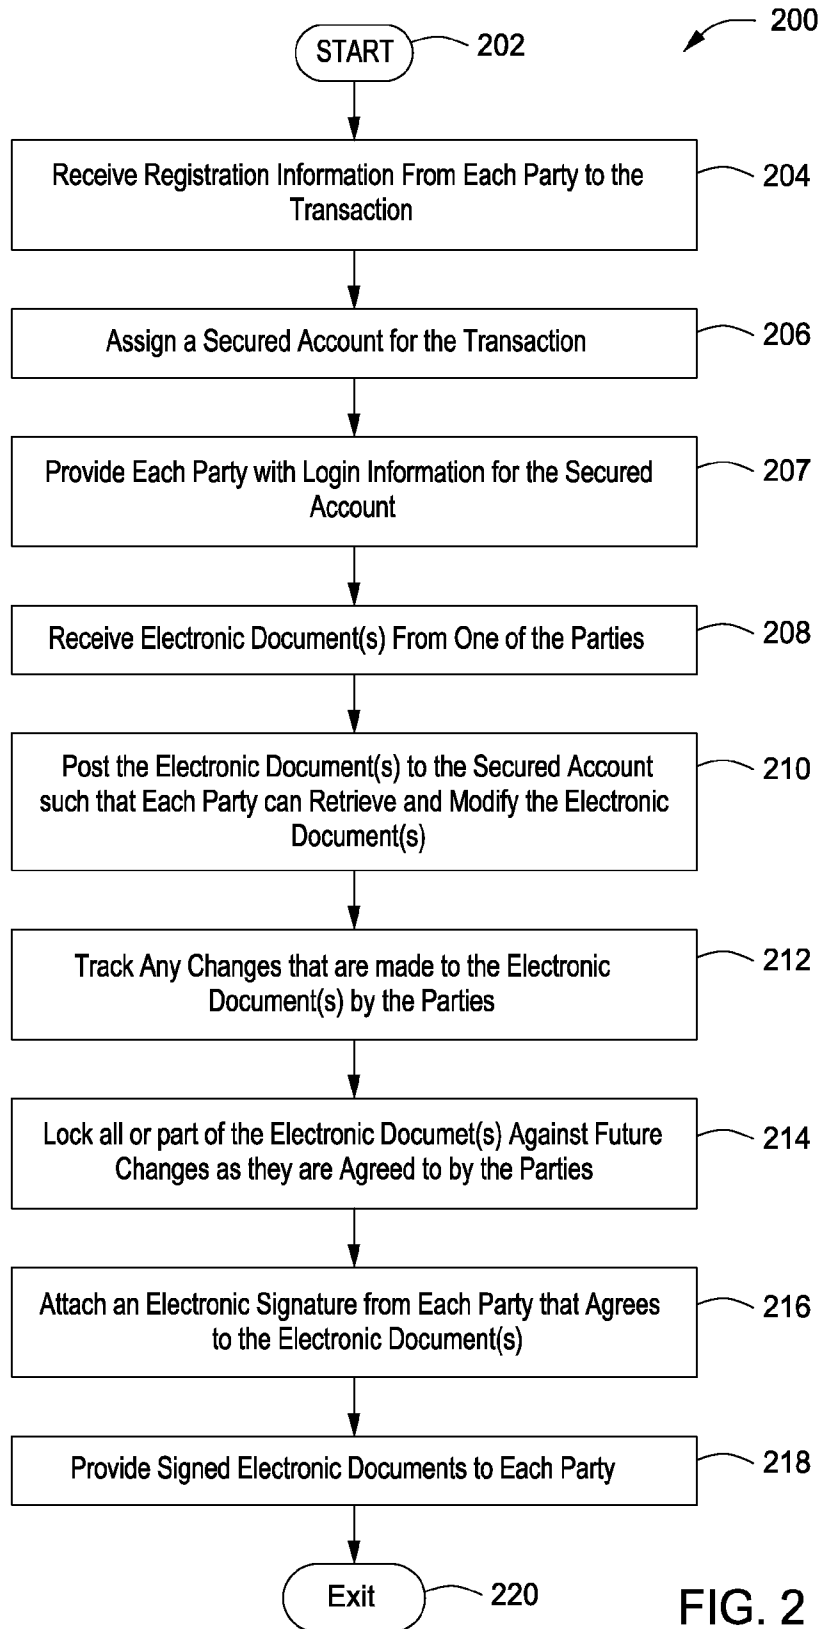 200
START
202
Receive Registration Information From Each Party to the
Transaction
204
Assign a Secured Account for the Transaction
206
Provide Each Party with Login Information for the Secured
Account
207
Receive Electronic Document(s) From One of the Parties
208
Post the Electronic Document(s) to the Secured Account
such that Each Party can Retrieve and Modify the Electronic
Document(s)
210
Track Any Changes that are made to the Electronic
Document(s) by the Parties
212
Lock all or part of the Electronic Documet(s) Against Future
Changes as they are Agreed to by the Parties
214
Attach an Electronic Signature from Each Party that Agrees
to the Electronic Document(s)
216
Provide Signed Electronic Documents to Each Party
218
Exit
220
FIG. 2